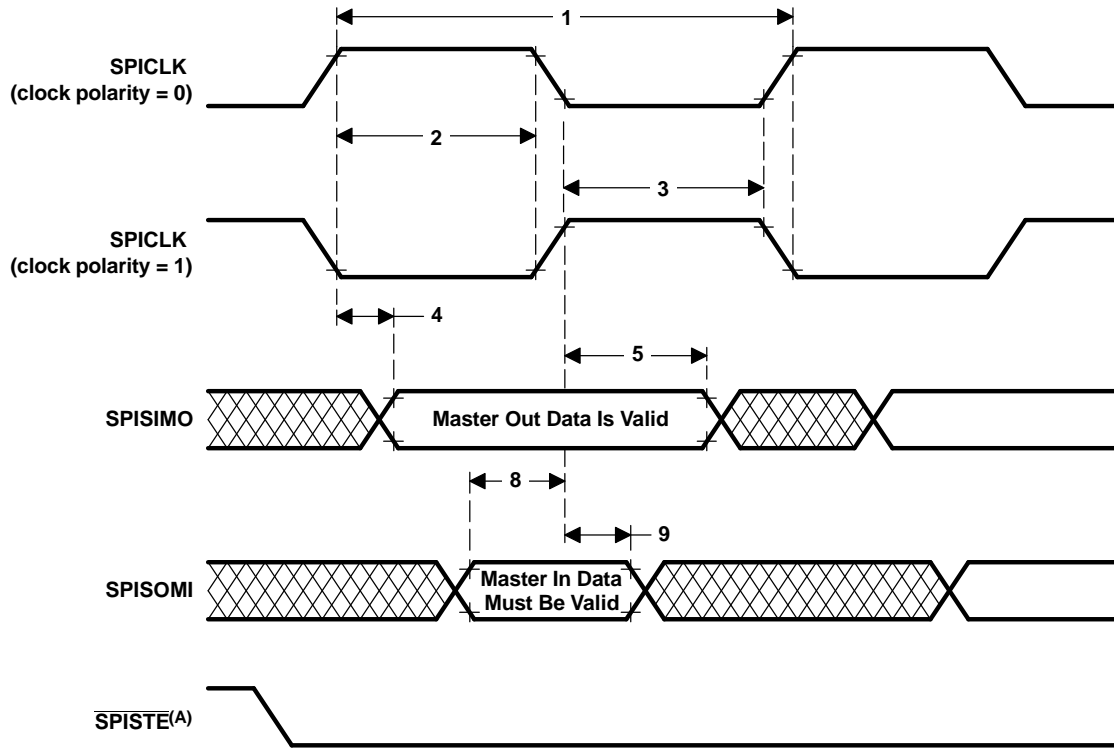 1
SPICLK
(clock polarity = 0)
2
3
SPICLK
(clock polarity = 1)
4
5
SPISIMO
Master Out Data Is Valid
8
9
SPISOMI
Master In Data
Must Be Valid
SPISTE(A)